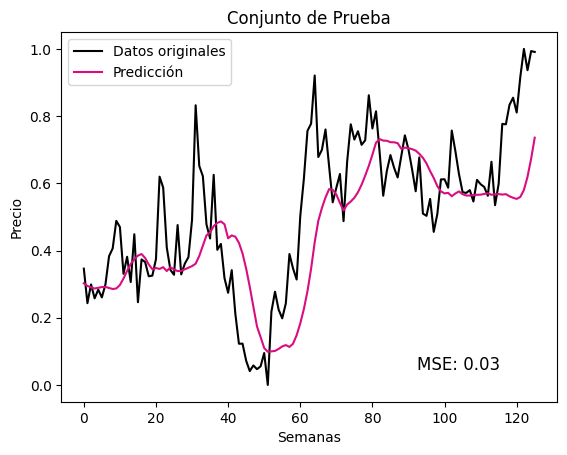 Conjunto de Prueba
Datos originales
Predicción
Precio
1.0
0.8
0.6
0.4
0.2
0.0
MSE: 0.03
0 20 40 60 80 100 120
Semanas